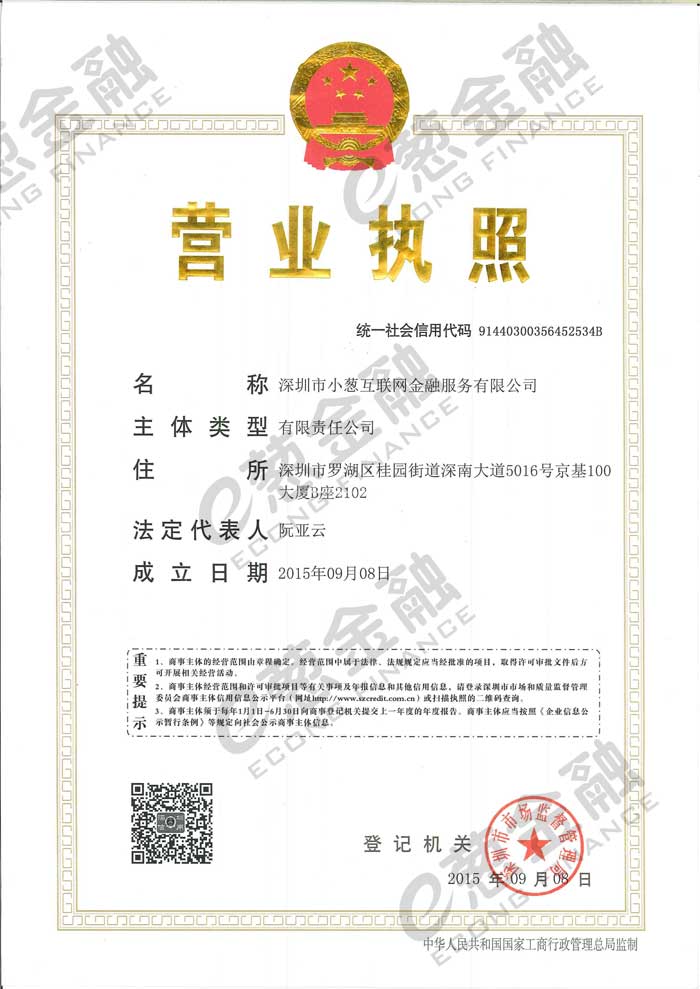 e葱金融
ECONG FINANCE
e葱金融
ECONG FINANCE
营业执照
统一社会信用代码 91440300356452534B
名称 深圳市小葱互联网金融服务有限公司
主体类型 有限责任公司
e葱金融
ECONG FINANCE
住所 深圳市罗湖区桂园街道深南大道5016号京基100
大厦B座2102
法定代表人 阮亚云
成立日期 2015年09月08日
e葱金融
ECONG FINANCE
重要提示
1、商事主体的经营范围由章程确定。经营范围中属于法律、法规规定应当经批准的项目，取得许可审批文件后方
可开展相关经营活动。
2、商事主体经营范围和许可审批项目等有关事项及年报信息和其他信用信息，请登录深圳市市场和质量监督管理
委员会商事主体信用信息公示平台（网址http://www.szcredit.com.cn）或扫描执照的二维码查询。
3、商事主体须于每年1月1日-6月30日向商事登记机关提交上一年度的年度报告。商事主体应当按照《企业信息公
示暂行条例》等规定向社会公示商事主体信息。
e葱金融
ECONG FINANCE
登记机关
深圳市市场监督管理局
2015 年 09 月 08 日
中华人民共和国国家工商行政管理总局监制